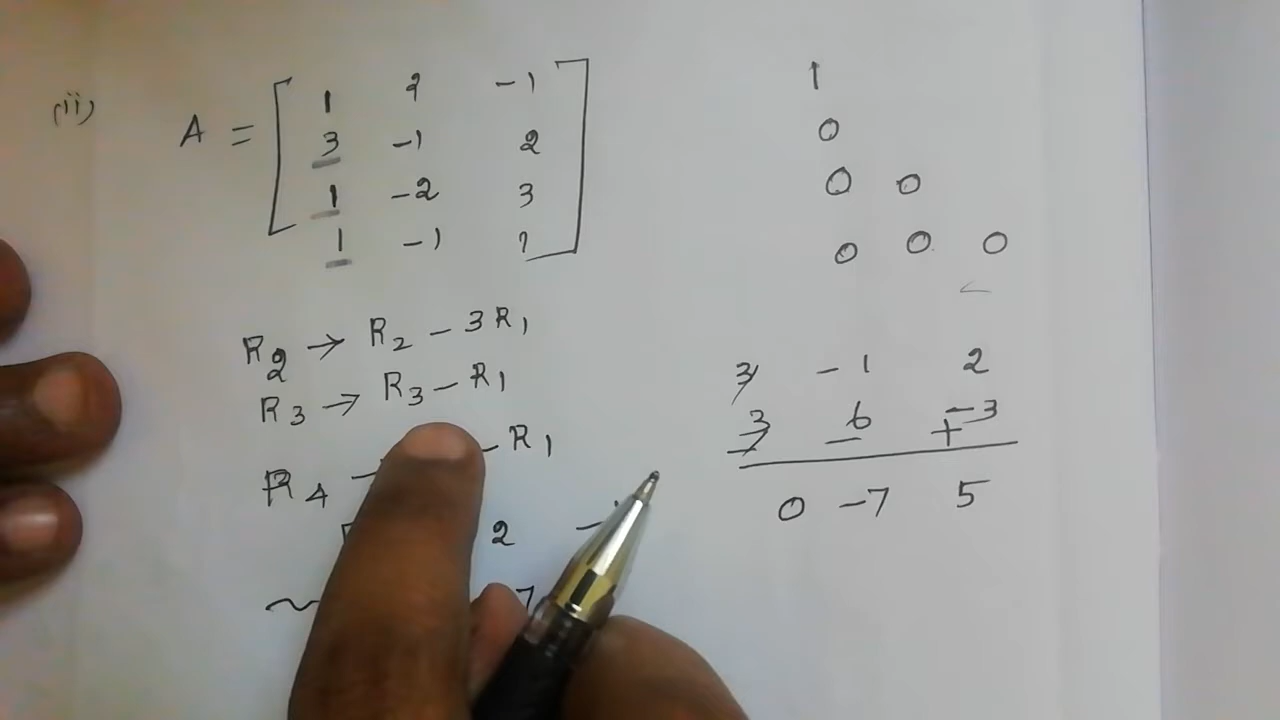 (ii)
A =
1 2 -1
3 -1 2
1 -2 3
1 -1
R2 → R2 - 3R1
R3 → R3 - R1
R4 - R1
2
~ 7
1
0
0 0
0 0 0
3 -1 2
3 6 -3
- - +
0 -7 5